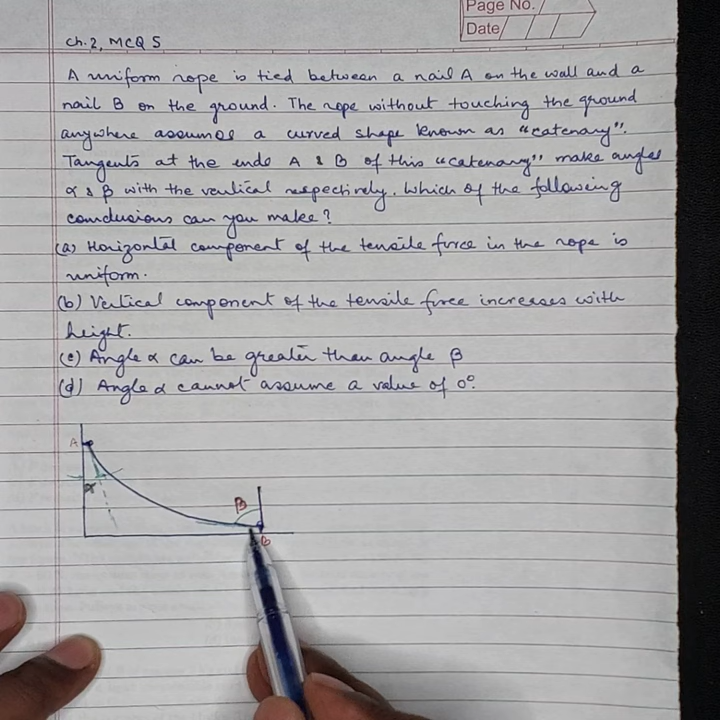 Page No.
Date
Ch. 2, MCQ 5
A uniform rope is tied between a nail A on the wall and a
nail B on the ground. The rope without touching the ground
anywhere assumes a curved shape known as "catenary".
Tangents at the ends A & B of this "catenary" make angles
α & β with the vertical respectively. Which of the following
conclusions can you make?
(a) Horizontal component of the tensile force in the rope is
uniform.
(b) Vertical component of the tensile force increases with
height.
(c) Angle α can be greater than angle β
(d) Angle α cannot assume a value of 0°.
A
α
β
B